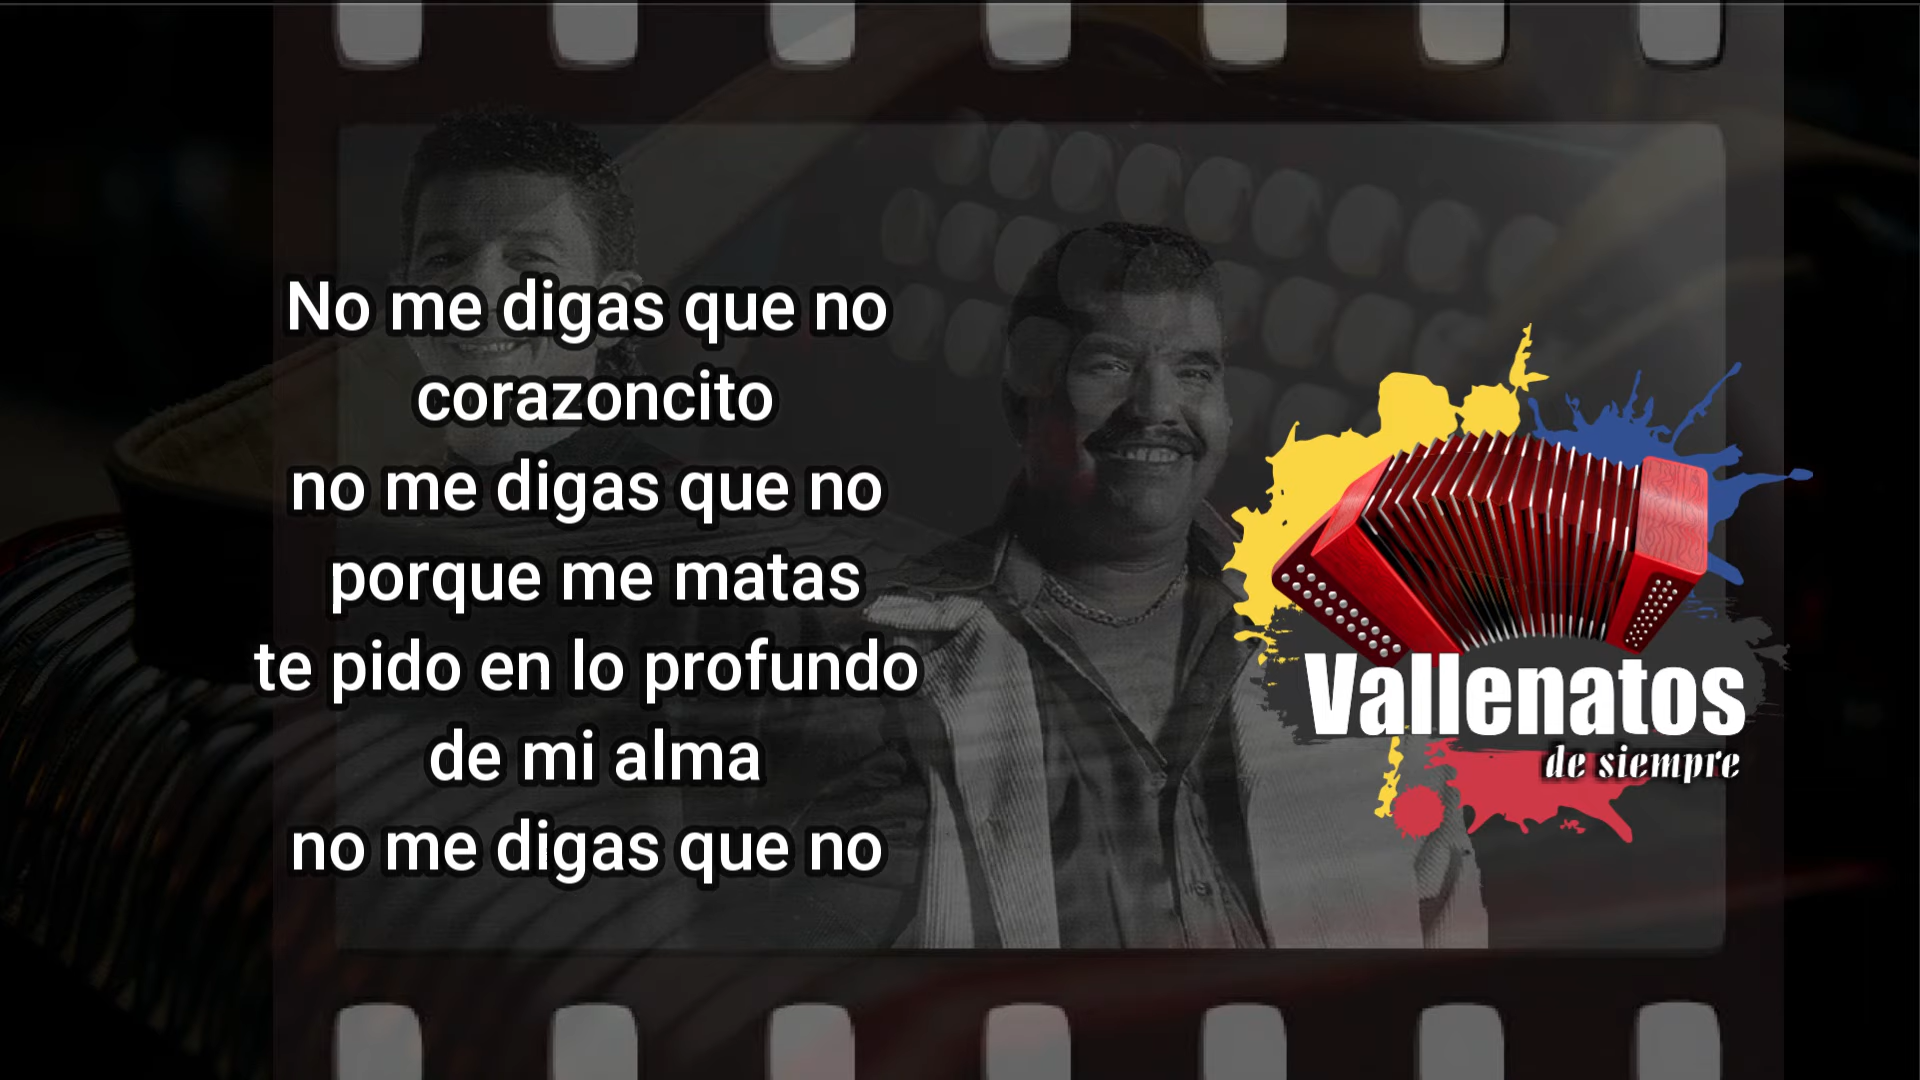 No me digas que no
corazoncito
no me digas que no
porque me matas
te pido en lo profundo
de mi alma
no me digas que no
Vallenatos
de siempre